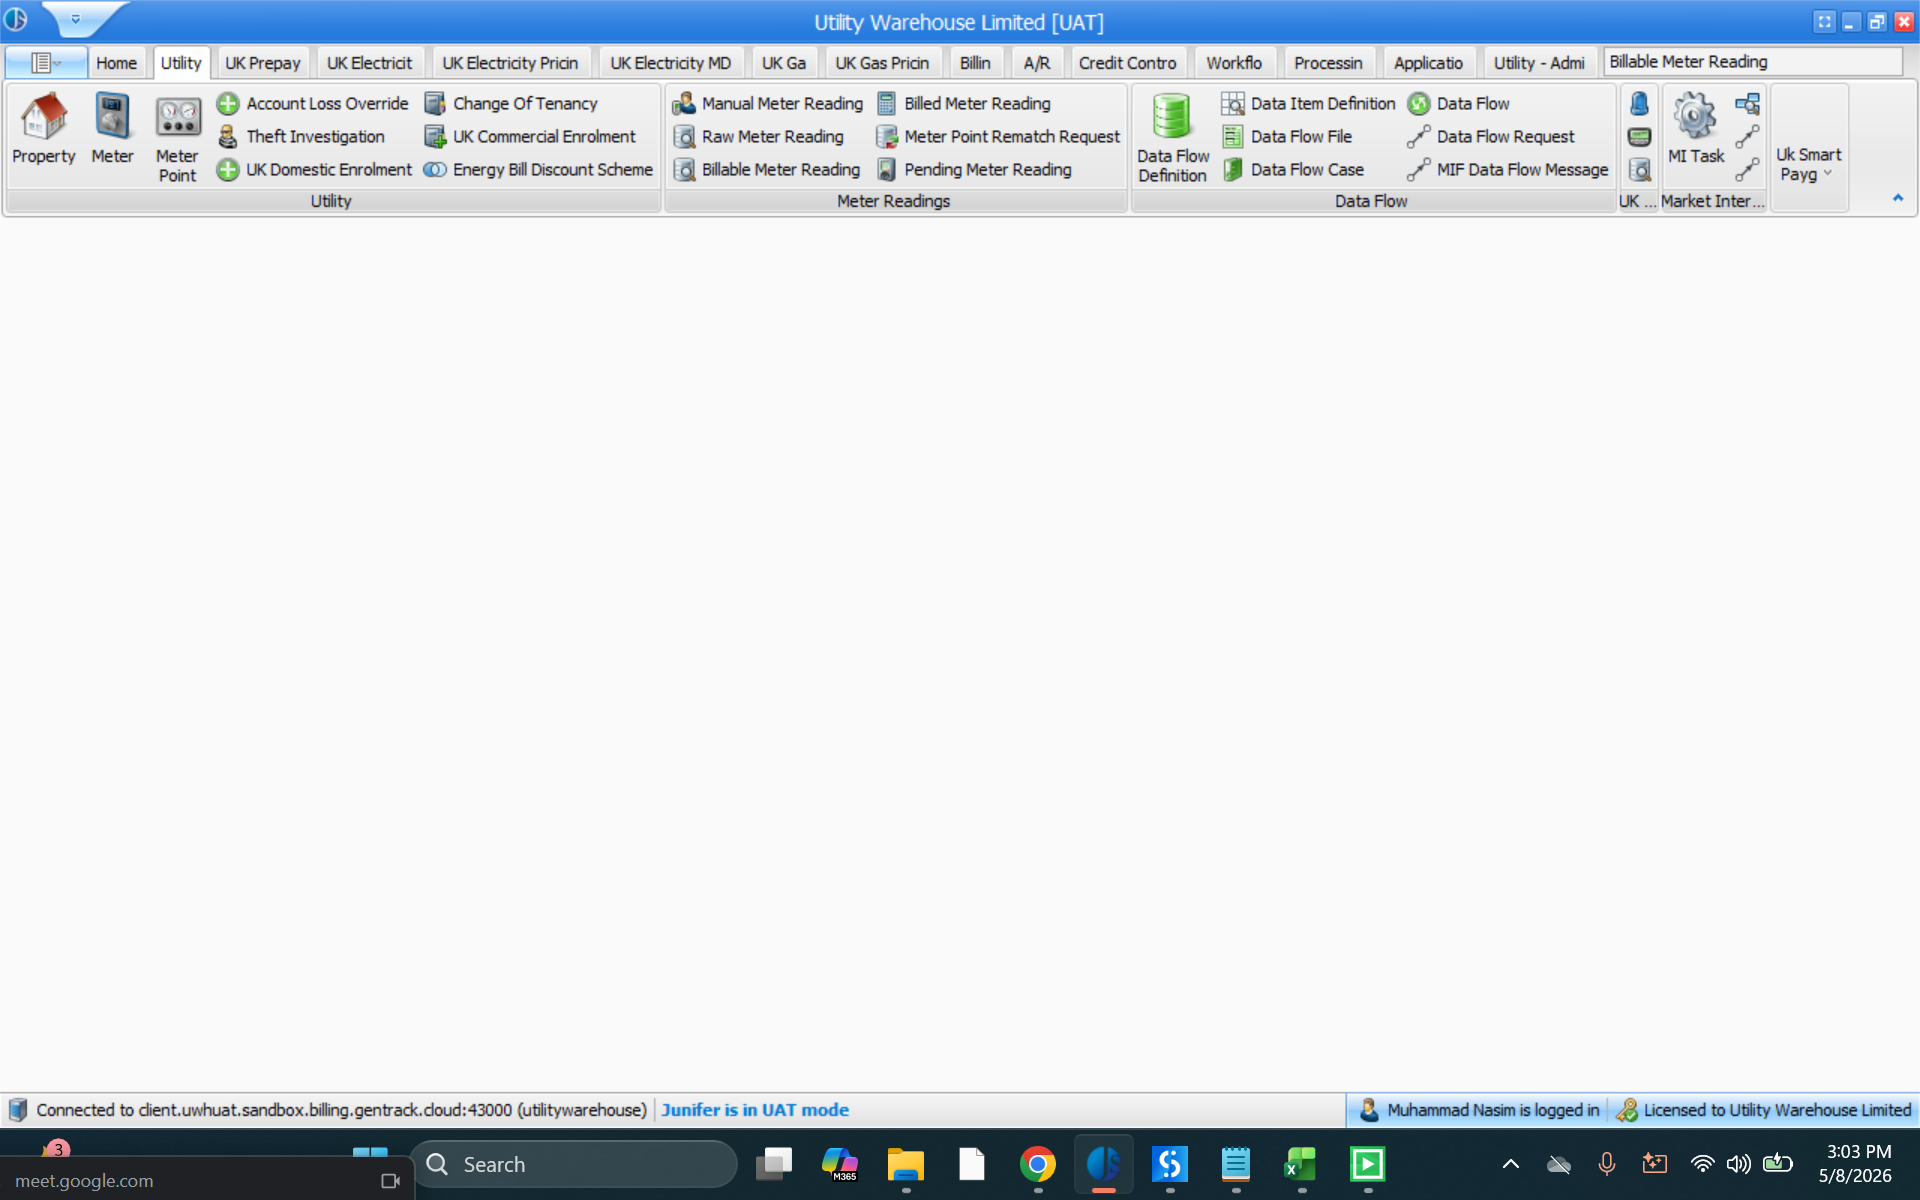 Utility Warehouse Limited [UAT]
Home Utility UK Prepay UK Electricit UK Electricity Pricin UK Electricity MD UK Ga UK Gas Pricin Billin A/R Credit Contro Workflo Processin Applicatio Utility - Admi Billable Meter Reading
Account Loss Override Change Of Tenancy Manual Meter Reading Billed Meter Reading Data Item Definition Data Flow
Theft Investigation UK Commercial Enrolment Raw Meter Reading Meter Point Rematch Request Data Flow File Data Flow Request
Property Meter Meter Point Data Flow Definition MI Task Uk Smart Payg
UK Domestic Enrolment Energy Bill Discount Scheme Billable Meter Reading Pending Meter Reading Data Flow Case MIF Data Flow Message
Utility Meter Readings Data Flow UK ... Market Inter...
Connected to client.uwhuat.sandbox.billing.gentrack.cloud:43000 (utilitywarehouse) Junifer is in UAT mode Muhammad Nasim is logged in Licensed to Utility Warehouse Limited
3
Search
M365
3:03 PM
meet.google.com
5/8/2026